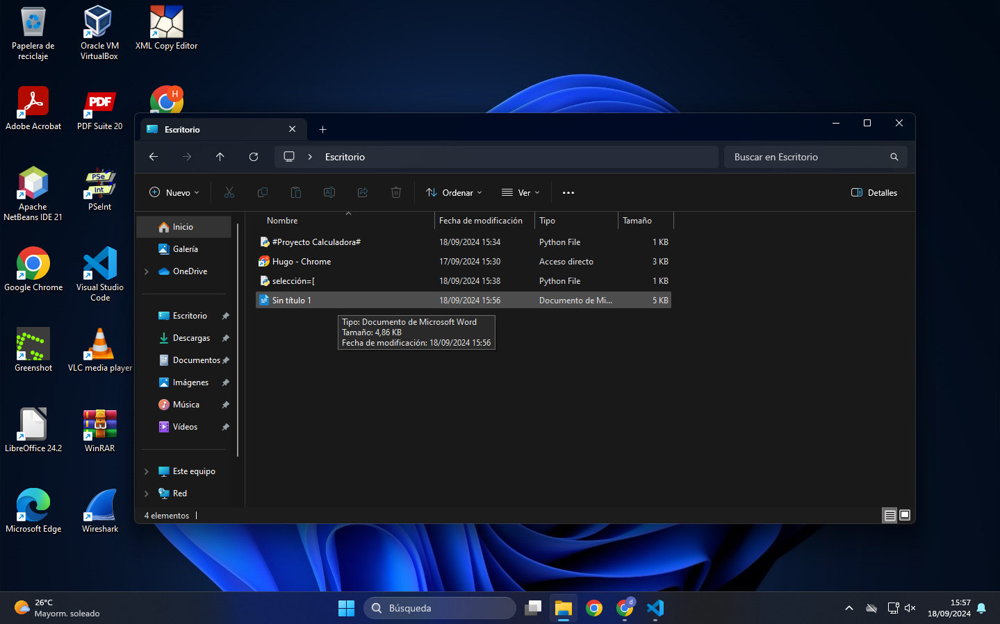 Papelera de
reciclaje
Oracle VM
VirtualBox
XML Copy Editor
Adobe Acrobat
PDF
PDF Suite 20
H
Apache
NetBeans IDE 21
PSe
Int
PSeInt
Google Chrome
Visual Studio
Code
Greenshot
VLC media player
LibreOffice 24.2
WinRAR
Microsoft Edge
Wireshark
Escritorio
Escritorio
Buscar en Escritorio
Nuevo
Ordenar
Ver
Detalles
Inicio
Galería
OneDrive
Escritorio
Descargas
Documentos
Imágenes
Música
Vídeos
Este equipo
Red
Nombre Fecha de modificación Tipo Tamaño
#Proyecto Calculadora# 18/09/2024 15:34 Python File 1 KB
Hugo - Chrome 17/09/2024 15:30 Acceso directo 3 KB
selección=[ 18/09/2024 15:38 Python File 1 KB
Sin título 1 18/09/2024 15:56 Documento de Mi... 5 KB
Tipo: Documento de Microsoft Word
Tamaño: 4,86 KB
Fecha de modificación: 18/09/2024 15:56
4 elementos
26°C
Mayorm. soleado
Búsqueda
d
15:57
18/09/2024